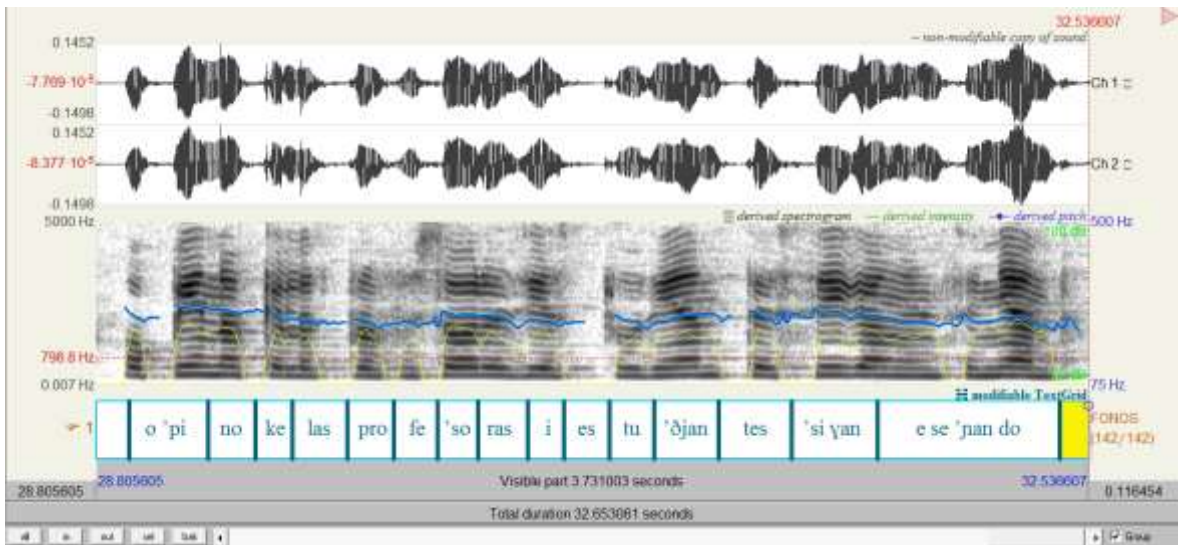 32.536607
-- non-modifiable copy of sound
0.1452
-7.769 10-5
-0.1498
Ch 1
0.1452
-8.377 10-5
-0.1498
Ch 2
5000 Hz
derived spectrogram — derived intensity derived pitch
500 Hz
798.8 Hz
0.007 Hz
75 Hz
modifiable TextGrid
1
o ˈpi no ke las pro fe ˈso ras i es tu ˈðjan tes ˈsi ɣan e se ˈɲan do
FONOS
(142/142)
28.805605 28.805605 Visible part 3.731003 seconds 32.536607 0.116454
Total duration 32.653061 seconds
all in out sel bak Group